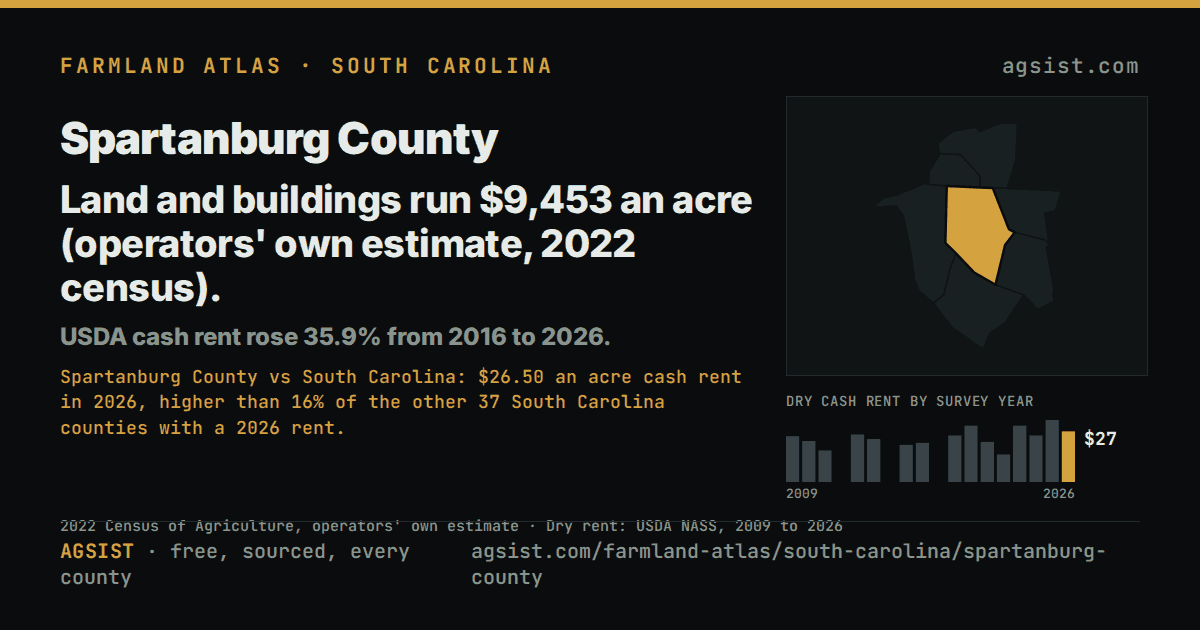 FARMLAND ATLAS · SOUTH CAROLINA
agsist.com
Spartanburg County
Land and buildings run $9,453 an acre
(operators' own estimate, 2022
census).
USDA cash rent rose 35.9% from 2016 to 2026.
Spartanburg County vs South Carolina: $26.50 an acre cash rent
in 2026, higher than 16% of the other 37 South Carolina
counties with a 2026 rent.
DRY CASH RENT BY SURVEY YEAR
$27
2009
2026
2022 Census of Agriculture, operators' own estimate · Dry rent: USDA NASS, 2009 to 2026
AGSIST · free, sourced, every
county
agsist.com/farmland-atlas/south-carolina/spartanburg-
county